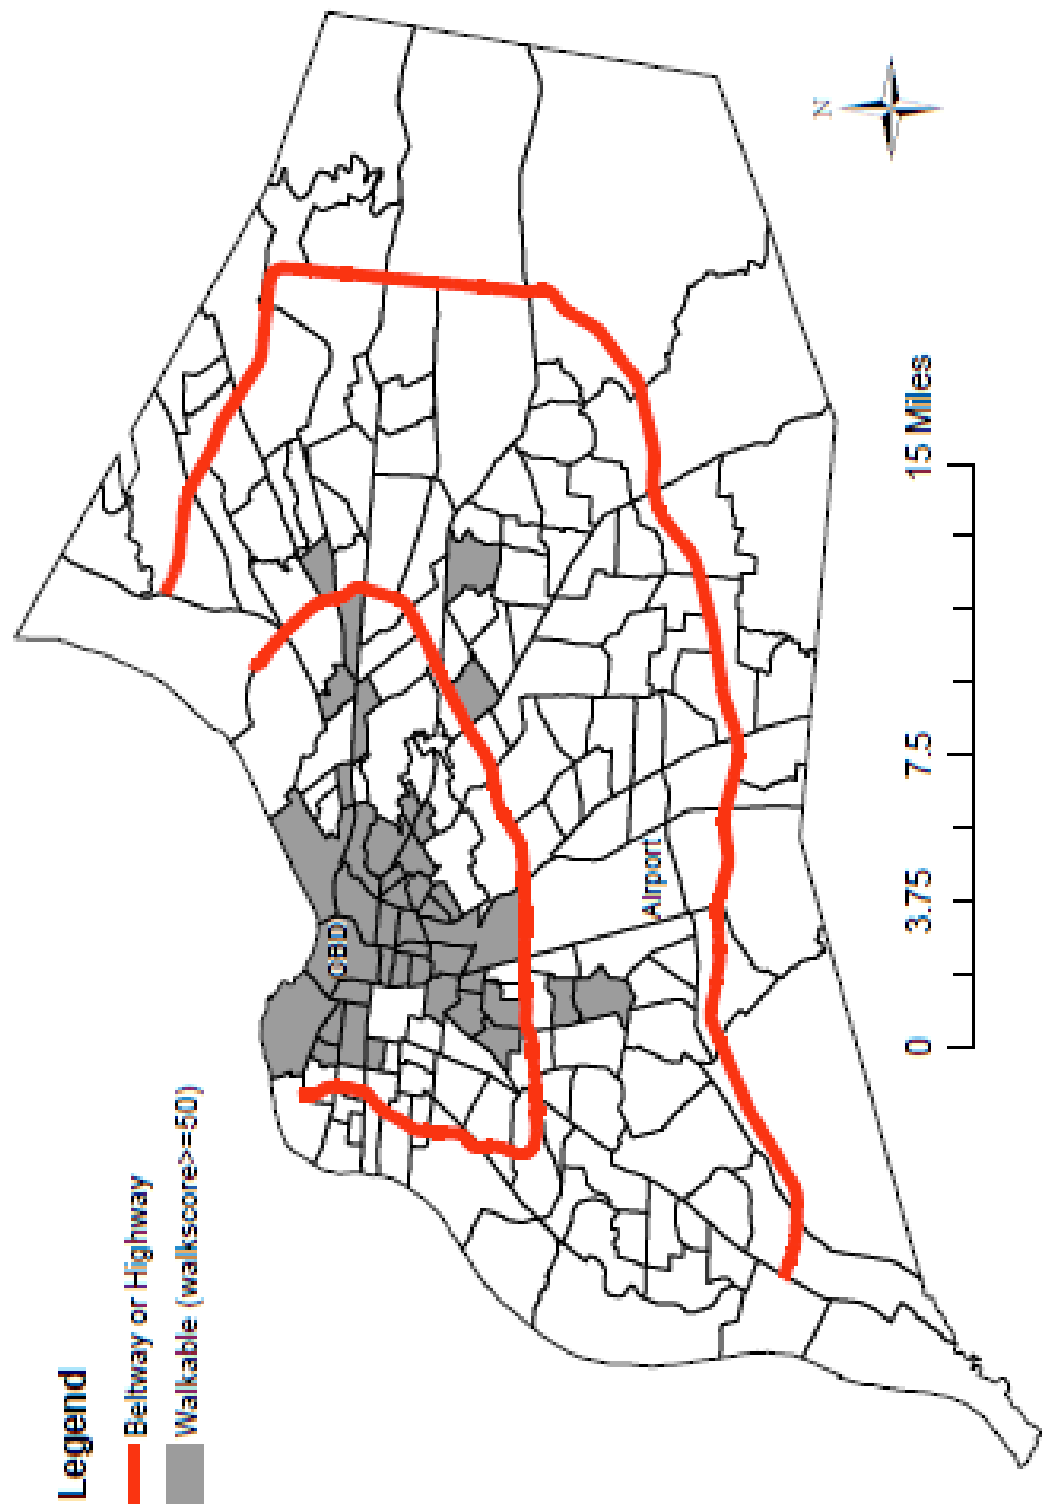 Legend
Beltway or Highway
Walkable (walkscore>=50)
CBD
Airport
N
0 3.75 7.5 15 Miles